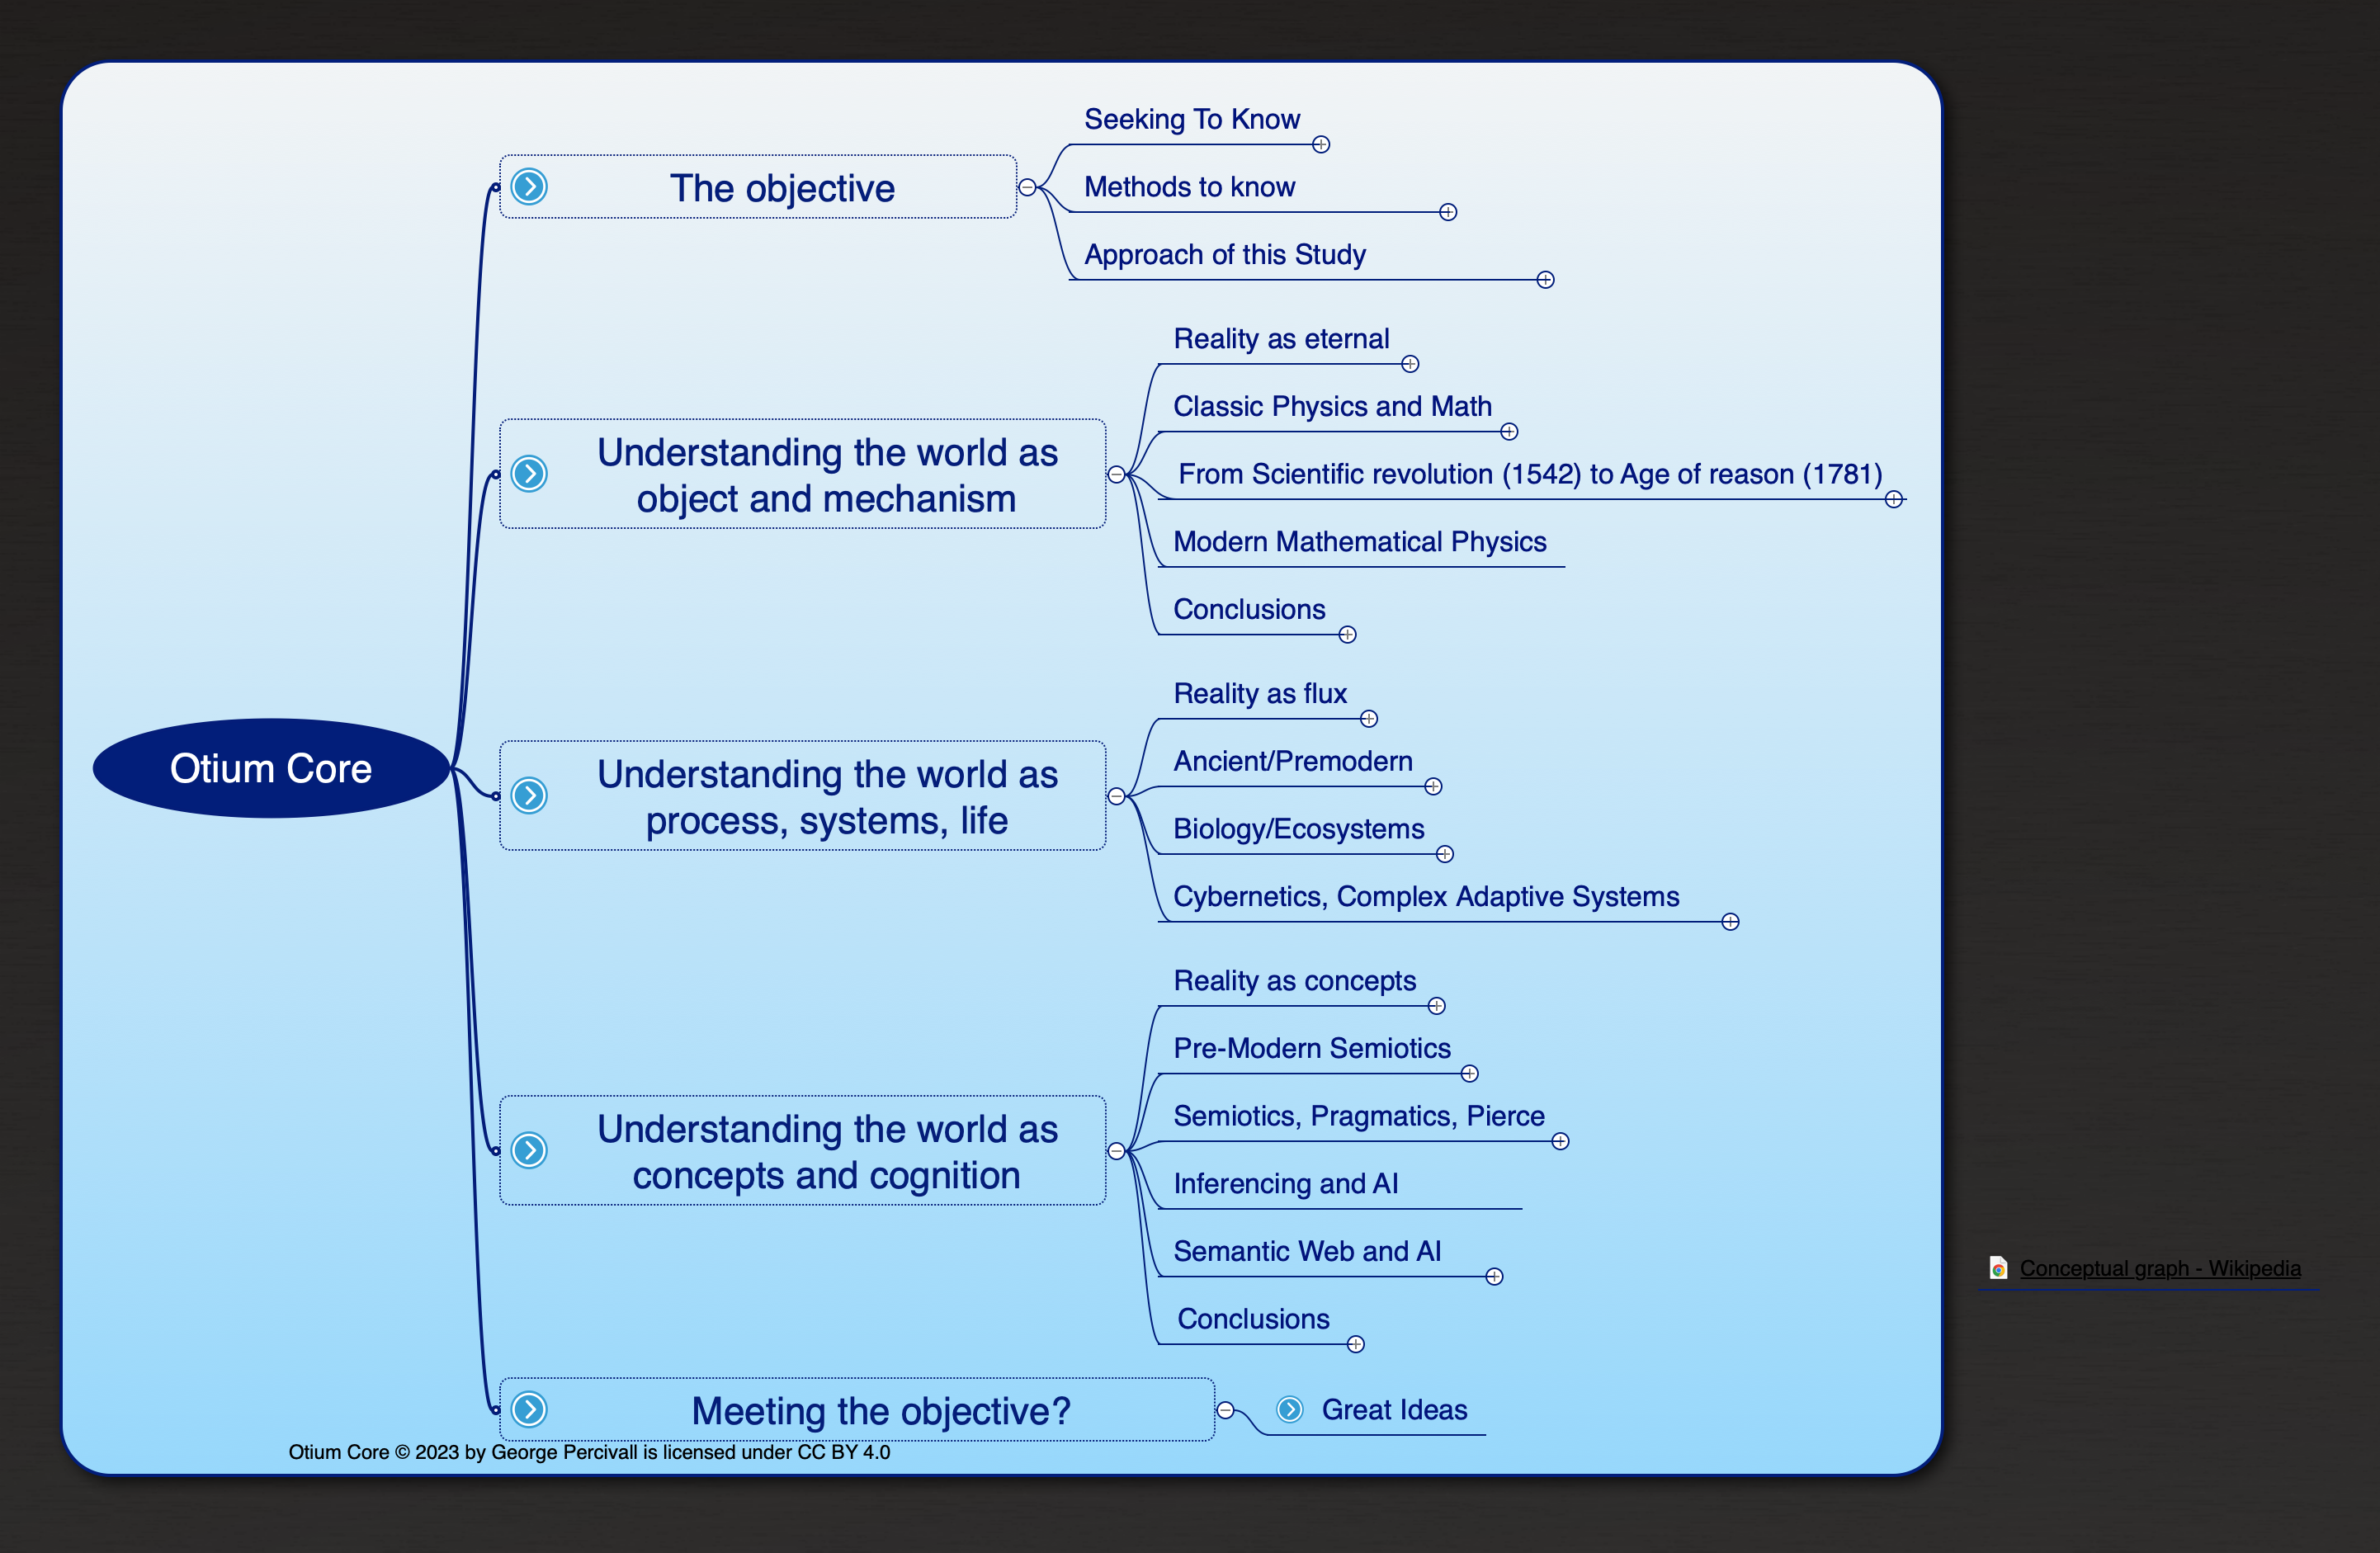 Seeking To Know
The objective
Methods to know
Approach of this Study
Reality as eternal
Classic Physics and Math
Understanding the world as
object and mechanism
From Scientific revolution (1542) to Age of reason (1781)
Modern Mathematical Physics
Conclusions
Reality as flux
Ancient/Premodern
Otium Core
Understanding the world as
process, systems, life
Biology/Ecosystems
Cybernetics, Complex Adaptive Systems
Reality as concepts
Pre-Modern Semiotics
Semiotics, Pragmatics, Pierce
Understanding the world as
concepts and cognition
Inferencing and AI
Semantic Web and AI
Conclusions
Conceptual graph - Wikipedia
Meeting the objective?
Great Ideas
Otium Core © 2023 by George Percivall is licensed under CC BY 4.0